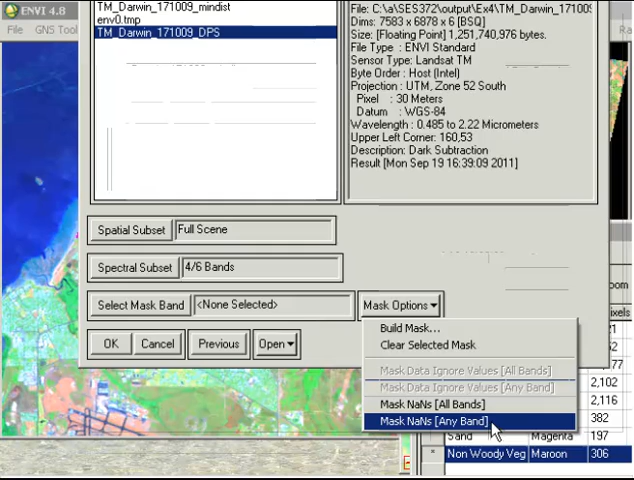 ENVI 4.8
File GNS Tool
TM_Darwin_171009_mindist
env0.tmp
TM_Darwin_171009_DPS
File: C:\a\SES372\output\Ex4\TM_Darwin_171009
Dims: 7583 x 6878 x 6 [BSQ]
Size: [Floating Point] 1,251,740,976 bytes.
File Type : ENVI Standard
Sensor Type: Landsat TM
Byte Order : Host (Intel)
Projection : UTM, Zone 52 South
Pixel : 30 Meters
Datum : WGS-84
Wavelength : 0.485 to 2.22 Micrometers
Upper Left Corner: 160,53
Description: Dark Subtraction
Result [Mon Sep 19 16:39:09 2011]
Spatial Subset Full Scene
Spectral Subset 4/6 Bands
Select Mask Band <None Selected> Mask Options
OK Cancel Previous Open
Build Mask...
Clear Selected Mask
Mask Data Ignore Values [All Bands]
Mask Data Ignore Values [Any Band]
Mask NaNs [All Bands]
Mask NaNs [Any Band]
oom
ixels
2,102
2,116
382
Sand Magenta 197
Non Woody Veg Maroon 306